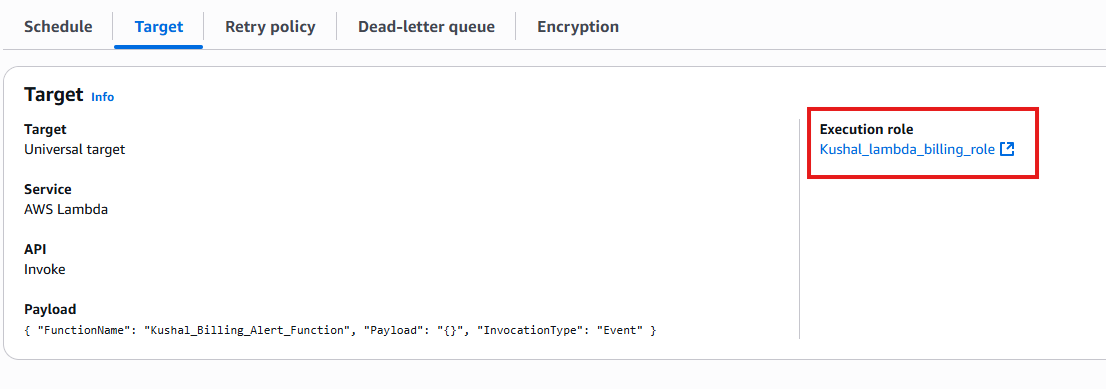 Schedule Target Retry policy Dead-letter queue Encryption
Target Info
Target
Universal target
Service
AWS Lambda
API
Invoke
Payload
{ "FunctionName": "Kushal_Billing_Alert_Function", "Payload": "{}", "InvocationType": "Event" }
Execution role
Kushal_lambda_billing_role